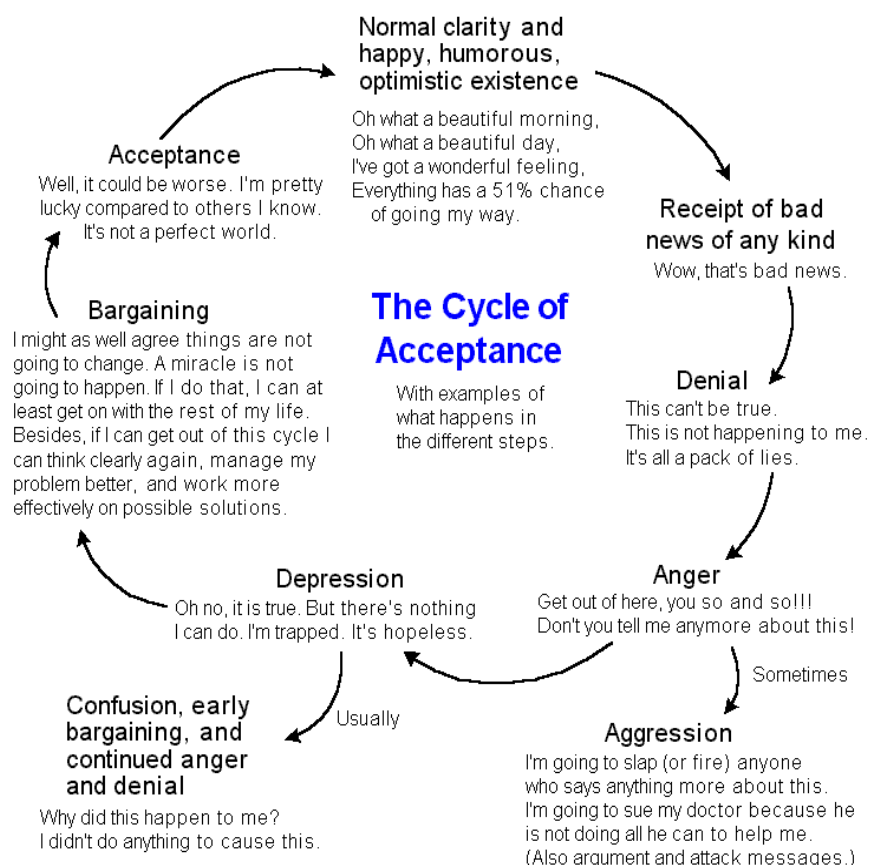 Normal clarity and
happy, humorous,
optimistic existence
Oh what a beautiful morning,
Oh what a beautiful day,
I've got a wonderful feeling,
Everything has a 51% chance
of going my way.
Receipt of bad
news of any kind
Wow, that's bad news.
Denial
This can't be true.
This is not happening to me.
It's all a pack of lies.
Anger
Get out of here, you so and so!!!
Don't you tell me anymore about this!
Sometimes
Aggression
I'm going to slap (or fire) anyone
who says anything more about this.
I'm going to sue my doctor because he
is not doing all he can to help me.
(Also argument and attack messages.)
Depression
Oh no, it is true. But there's nothing
I can do. I'm trapped. It's hopeless.
Usually
Confusion, early
bargaining, and
continued anger
and denial
Why did this happen to me?
I didn't do anything to cause this.
Bargaining
I might as well agree things are not
going to change. A miracle is not
going to happen. If I do that, I can at
least get on with the rest of my life.
Besides, if I can get out of this cycle I
can think clearly again, manage my
problem better, and work more
effectively on possible solutions.
Acceptance
Well, it could be worse. I'm pretty
lucky compared to others I know.
It's not a perfect world.
The Cycle of
Acceptance
With examples of
what happens in
the different steps.